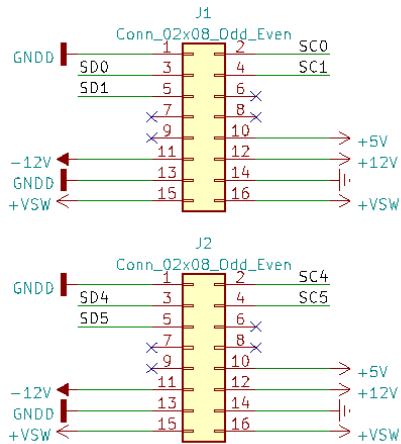 J1
Conn_02x08_Odd_Even
GNDD 1 2 SC0
SD0 3 4 SC1
SD1 5 6
7 8
9 10 +5V
-12V 11 12 +12V
GNDD 13 14
+VSW 15 16 +VSW
J2
Conn_02x08_Odd_Even
GNDD 1 2 SC4
SD4 3 4 SC5
SD5 5 6
7 8
9 10 +5V
-12V 11 12 +12V
GNDD 13 14
+VSW 15 16 +VSW